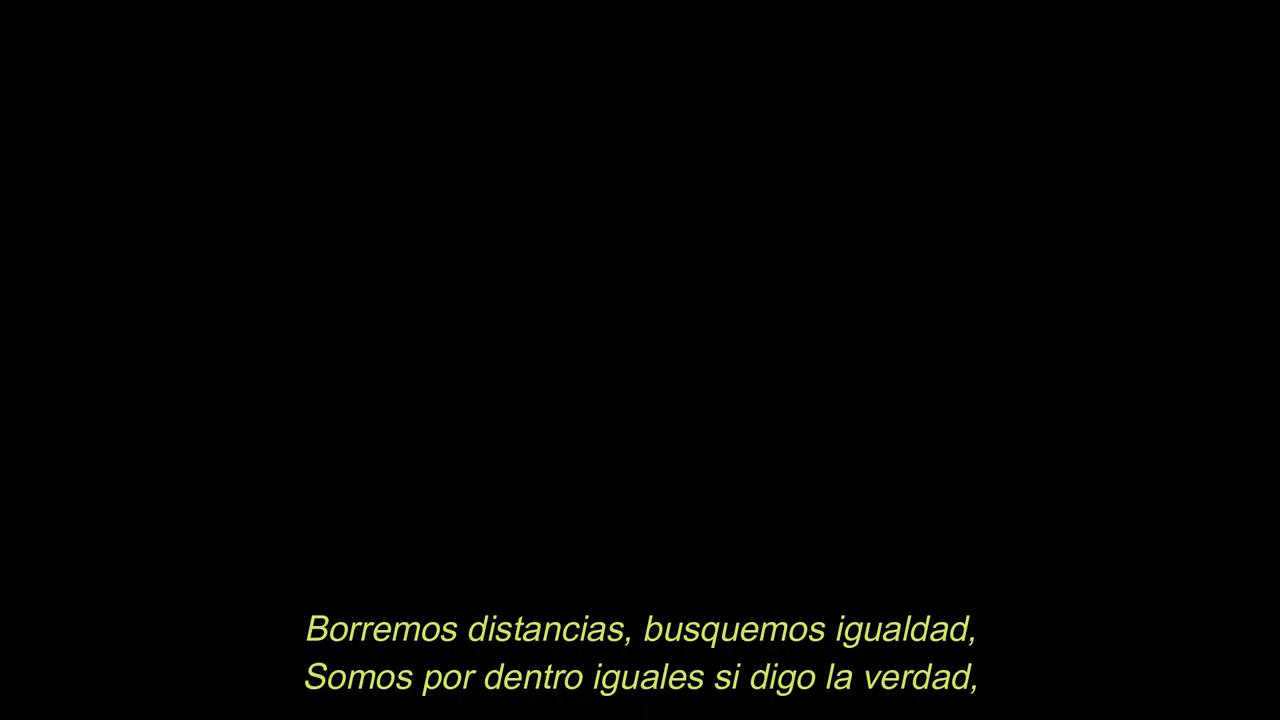 Borremos distancias, busquemos igualdad,
Somos por dentro iguales si digo la verdad,